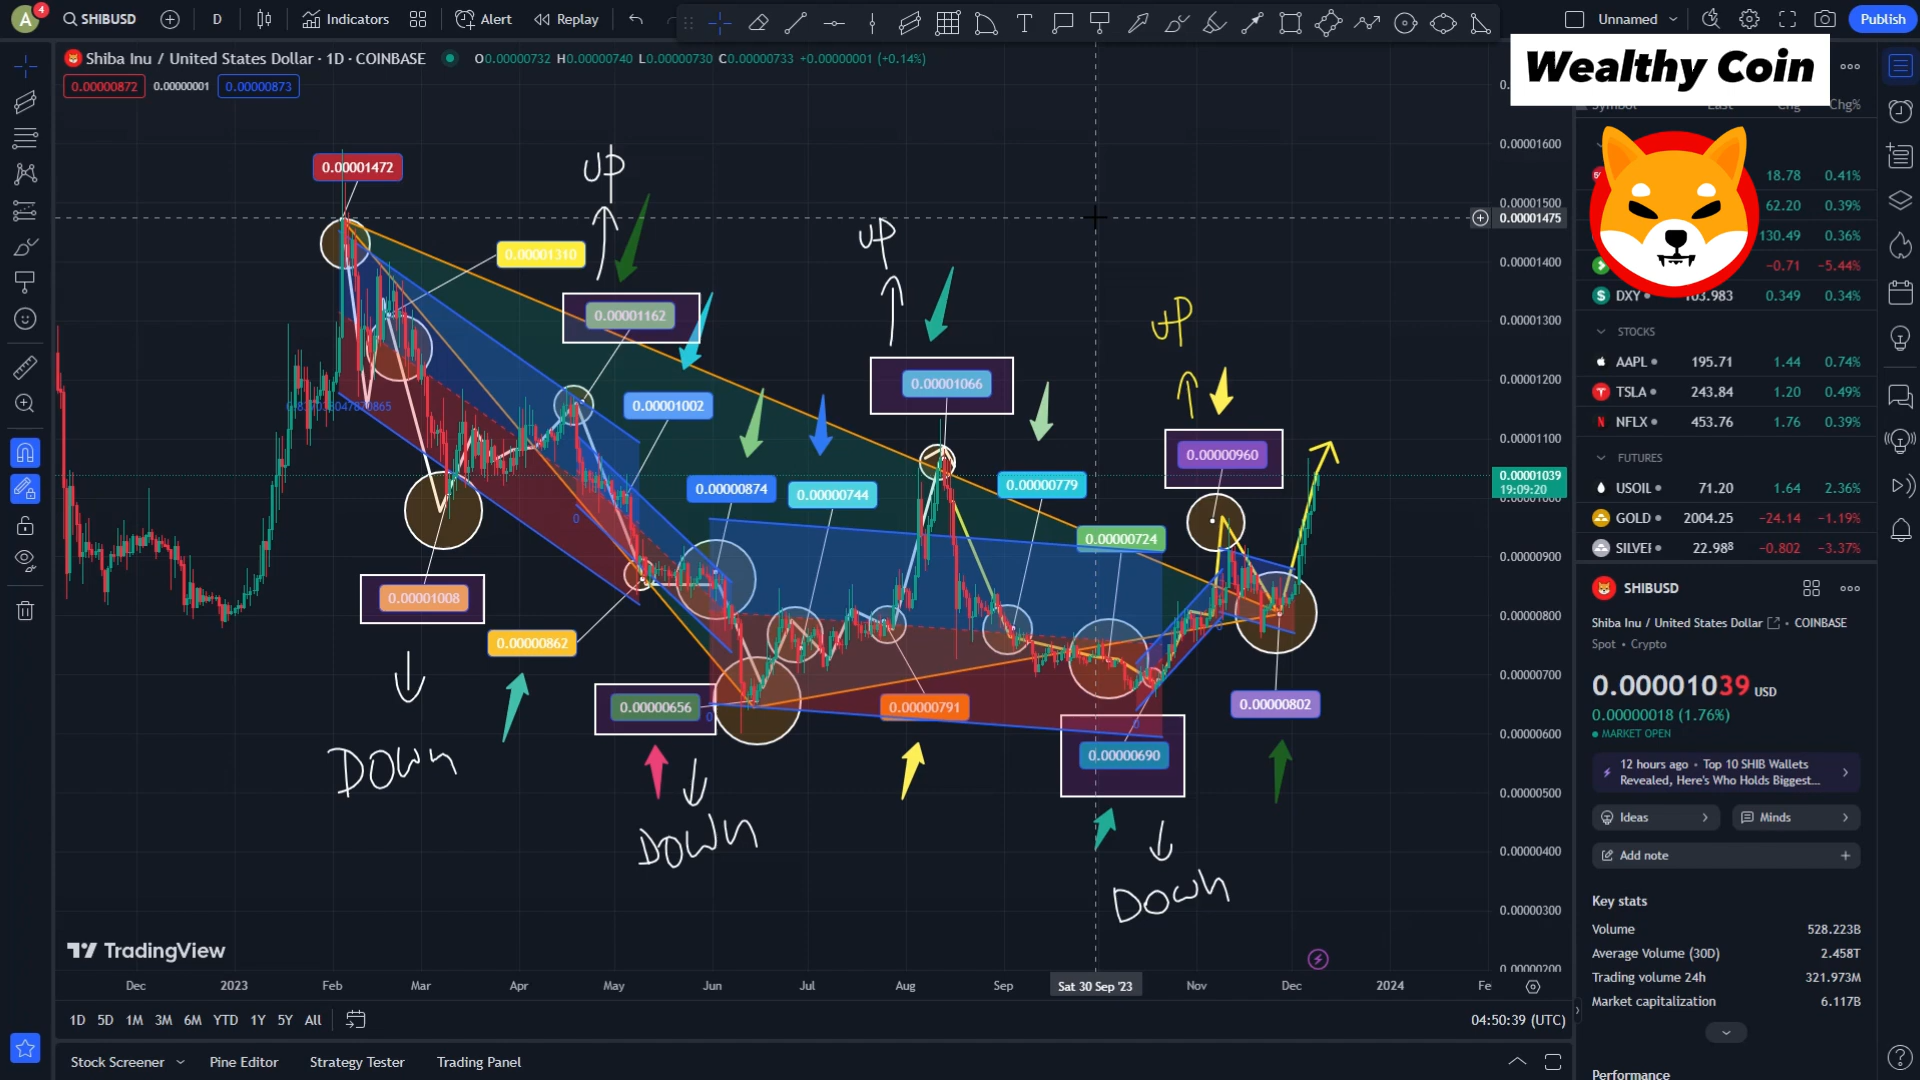 A 4 SHIBUSD D Indicators Alert Replay Unnamed Publish
Shiba Inu / United States Dollar · 1D · COINBASE O0.00000732 H0.00000740 L0.00000730 C0.00000733 +0.00000001 (+0.14%)
0.00000872 0.00000001 0.00000873
Wealthy Coin
Symbol Last Chg Chg%
0.00001600
0.00001500
0.00001475
0.00001400
0.00001300
0.00001200
0.00001100
0.00001039
19:09:20
0.00000900
0.00000800
0.00000700
0.00000600
0.00000500
0.00000400
0.00000300
0.00000200
0.00001472
UP
0.00001310
0.00001162
UP
0.00001002
0.00001066
UP
0.00000960
0.00000874
0.00000744
0.00000779
0.00000724
0.00001008
0.00000862
0.00000656
0.00000791
0.00000690
0.00000802
DOWN
DOWN
DOWN
TradingView
Dec 2023 Feb Mar Apr May Jun Jul Aug Sep Sat 30 Sep '23 Nov Dec 2024 Fe
1D 5D 1M 3M 6M YTD 1Y 5Y All
04:50:39 (UTC)
Stock Screener Pine Editor Strategy Tester Trading Panel
18.78 0.41%
62.20 0.39%
130.49 0.36%
−0.71 −5.44%
DXY 103.983 0.349 0.34%
STOCKS
AAPL 195.71 1.44 0.74%
TSLA 243.84 1.20 0.49%
NFLX 453.76 1.76 0.39%
FUTURES
USOIL 71.20 1.64 2.36%
GOLD 2004.25 −24.14 −1.19%
SILVER 22.988 −0.802 −3.37%
SHIBUSD
Shiba Inu / United States Dollar • COINBASE
Spot • Crypto
0.00001039 USD
0.00000018 (1.76%)
MARKET OPEN
12 hours ago • Top 10 SHIB Wallets
Revealed, Here's Who Holds Biggest...
Ideas Minds
Add note
Key stats
Volume 528.223B
Average Volume (30D) 2.458T
Trading volume 24h 321.973M
Market capitalization 6.117B
Performance